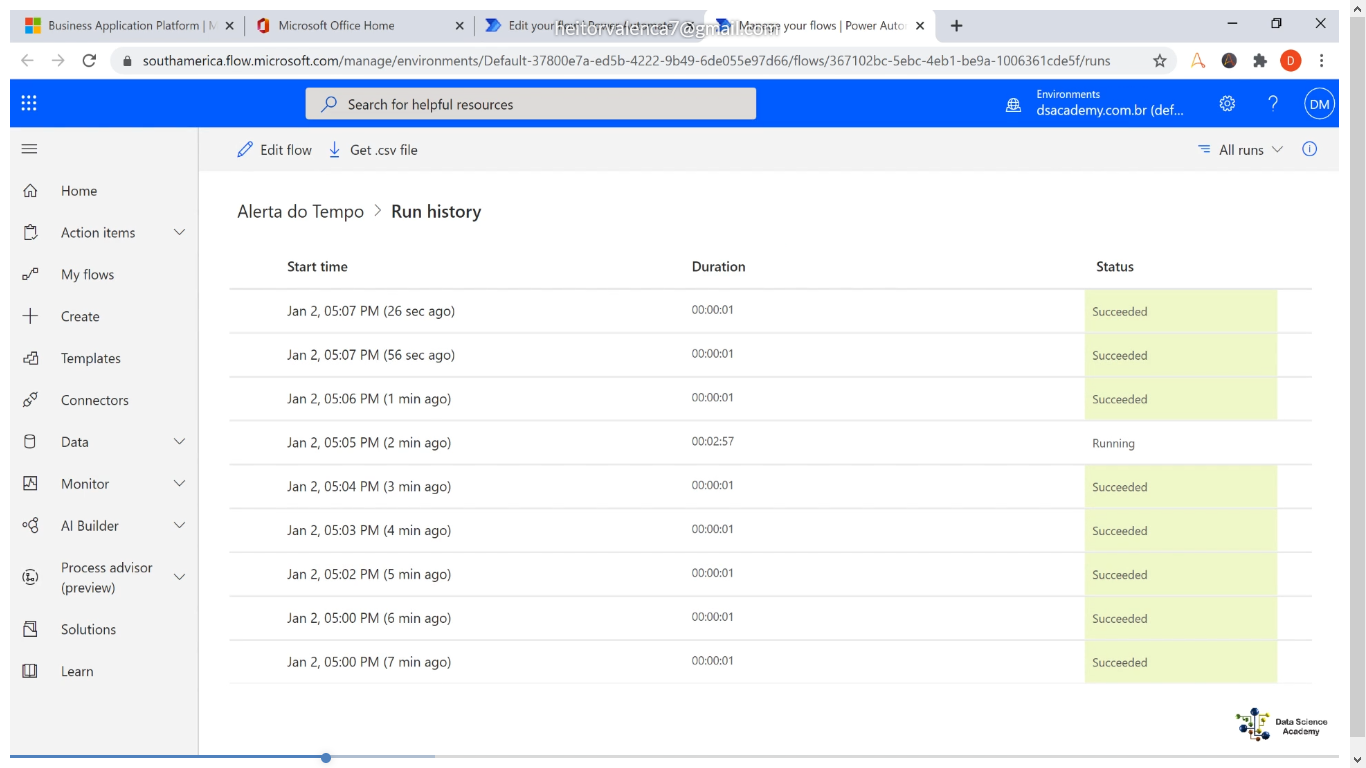 Business Application Platform | M
Microsoft Office Home
Edit your flow | Power Automate
Manage your flows | Power Autor
heitorvalerica7@gmail.com
southamerica.flow.microsoft.com/manage/environments/Default-37800e7a-ed5b-4222-9b49-6de055e97d66/flows/367102bc-5ebc-4eb1-be9a-1006361cde5f/runs
D
Search for helpful resources
Environments
dsacademy.com.br (def...
?
DM
Edit flow
Get .csv file
All runs
Home
Action items
My flows
Create
Templates
Connectors
Data
Monitor
AI Builder
Process advisor
(preview)
Solutions
Learn
Alerta do Tempo > Run history
Start time Duration Status
Jan 2, 05:07 PM (26 sec ago) 00:00:01 Succeeded
Jan 2, 05:07 PM (56 sec ago) 00:00:01 Succeeded
Jan 2, 05:06 PM (1 min ago) 00:00:01 Succeeded
Jan 2, 05:05 PM (2 min ago) 00:02:57 Running
Jan 2, 05:04 PM (3 min ago) 00:00:01 Succeeded
Jan 2, 05:03 PM (4 min ago) 00:00:01 Succeeded
Jan 2, 05:02 PM (5 min ago) 00:00:01 Succeeded
Jan 2, 05:00 PM (6 min ago) 00:00:01 Succeeded
Jan 2, 05:00 PM (7 min ago) 00:00:01 Succeeded
Data Science
Academy